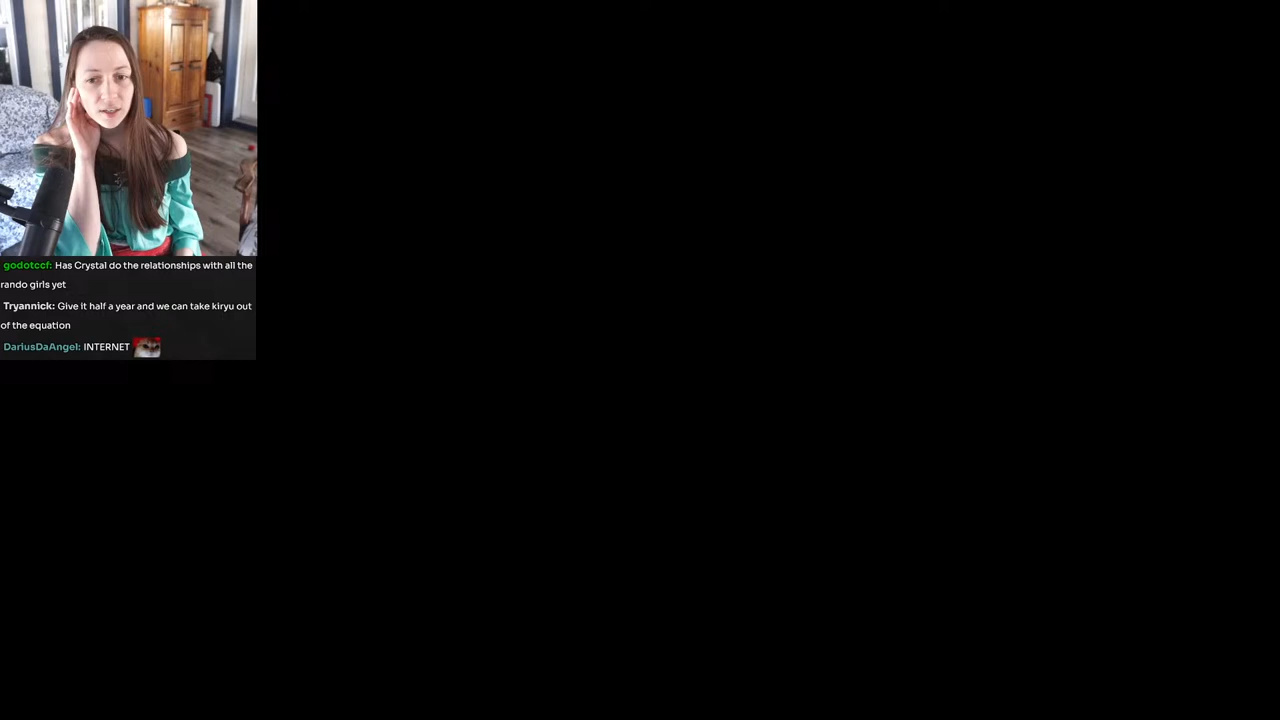 godotccf: Has Crystal do the relationships with all the
rando girls yet
Tryannick: Give it half a year and we can take kiryu out
of the equation
DariusDaAngel: INTERNET